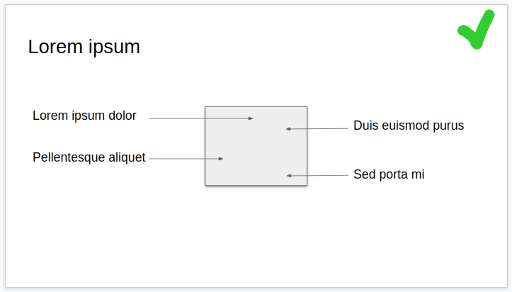 Lorem ipsum
Lorem ipsum dolor
Duis euismod purus
Pellentesque aliquet
Sed porta mi